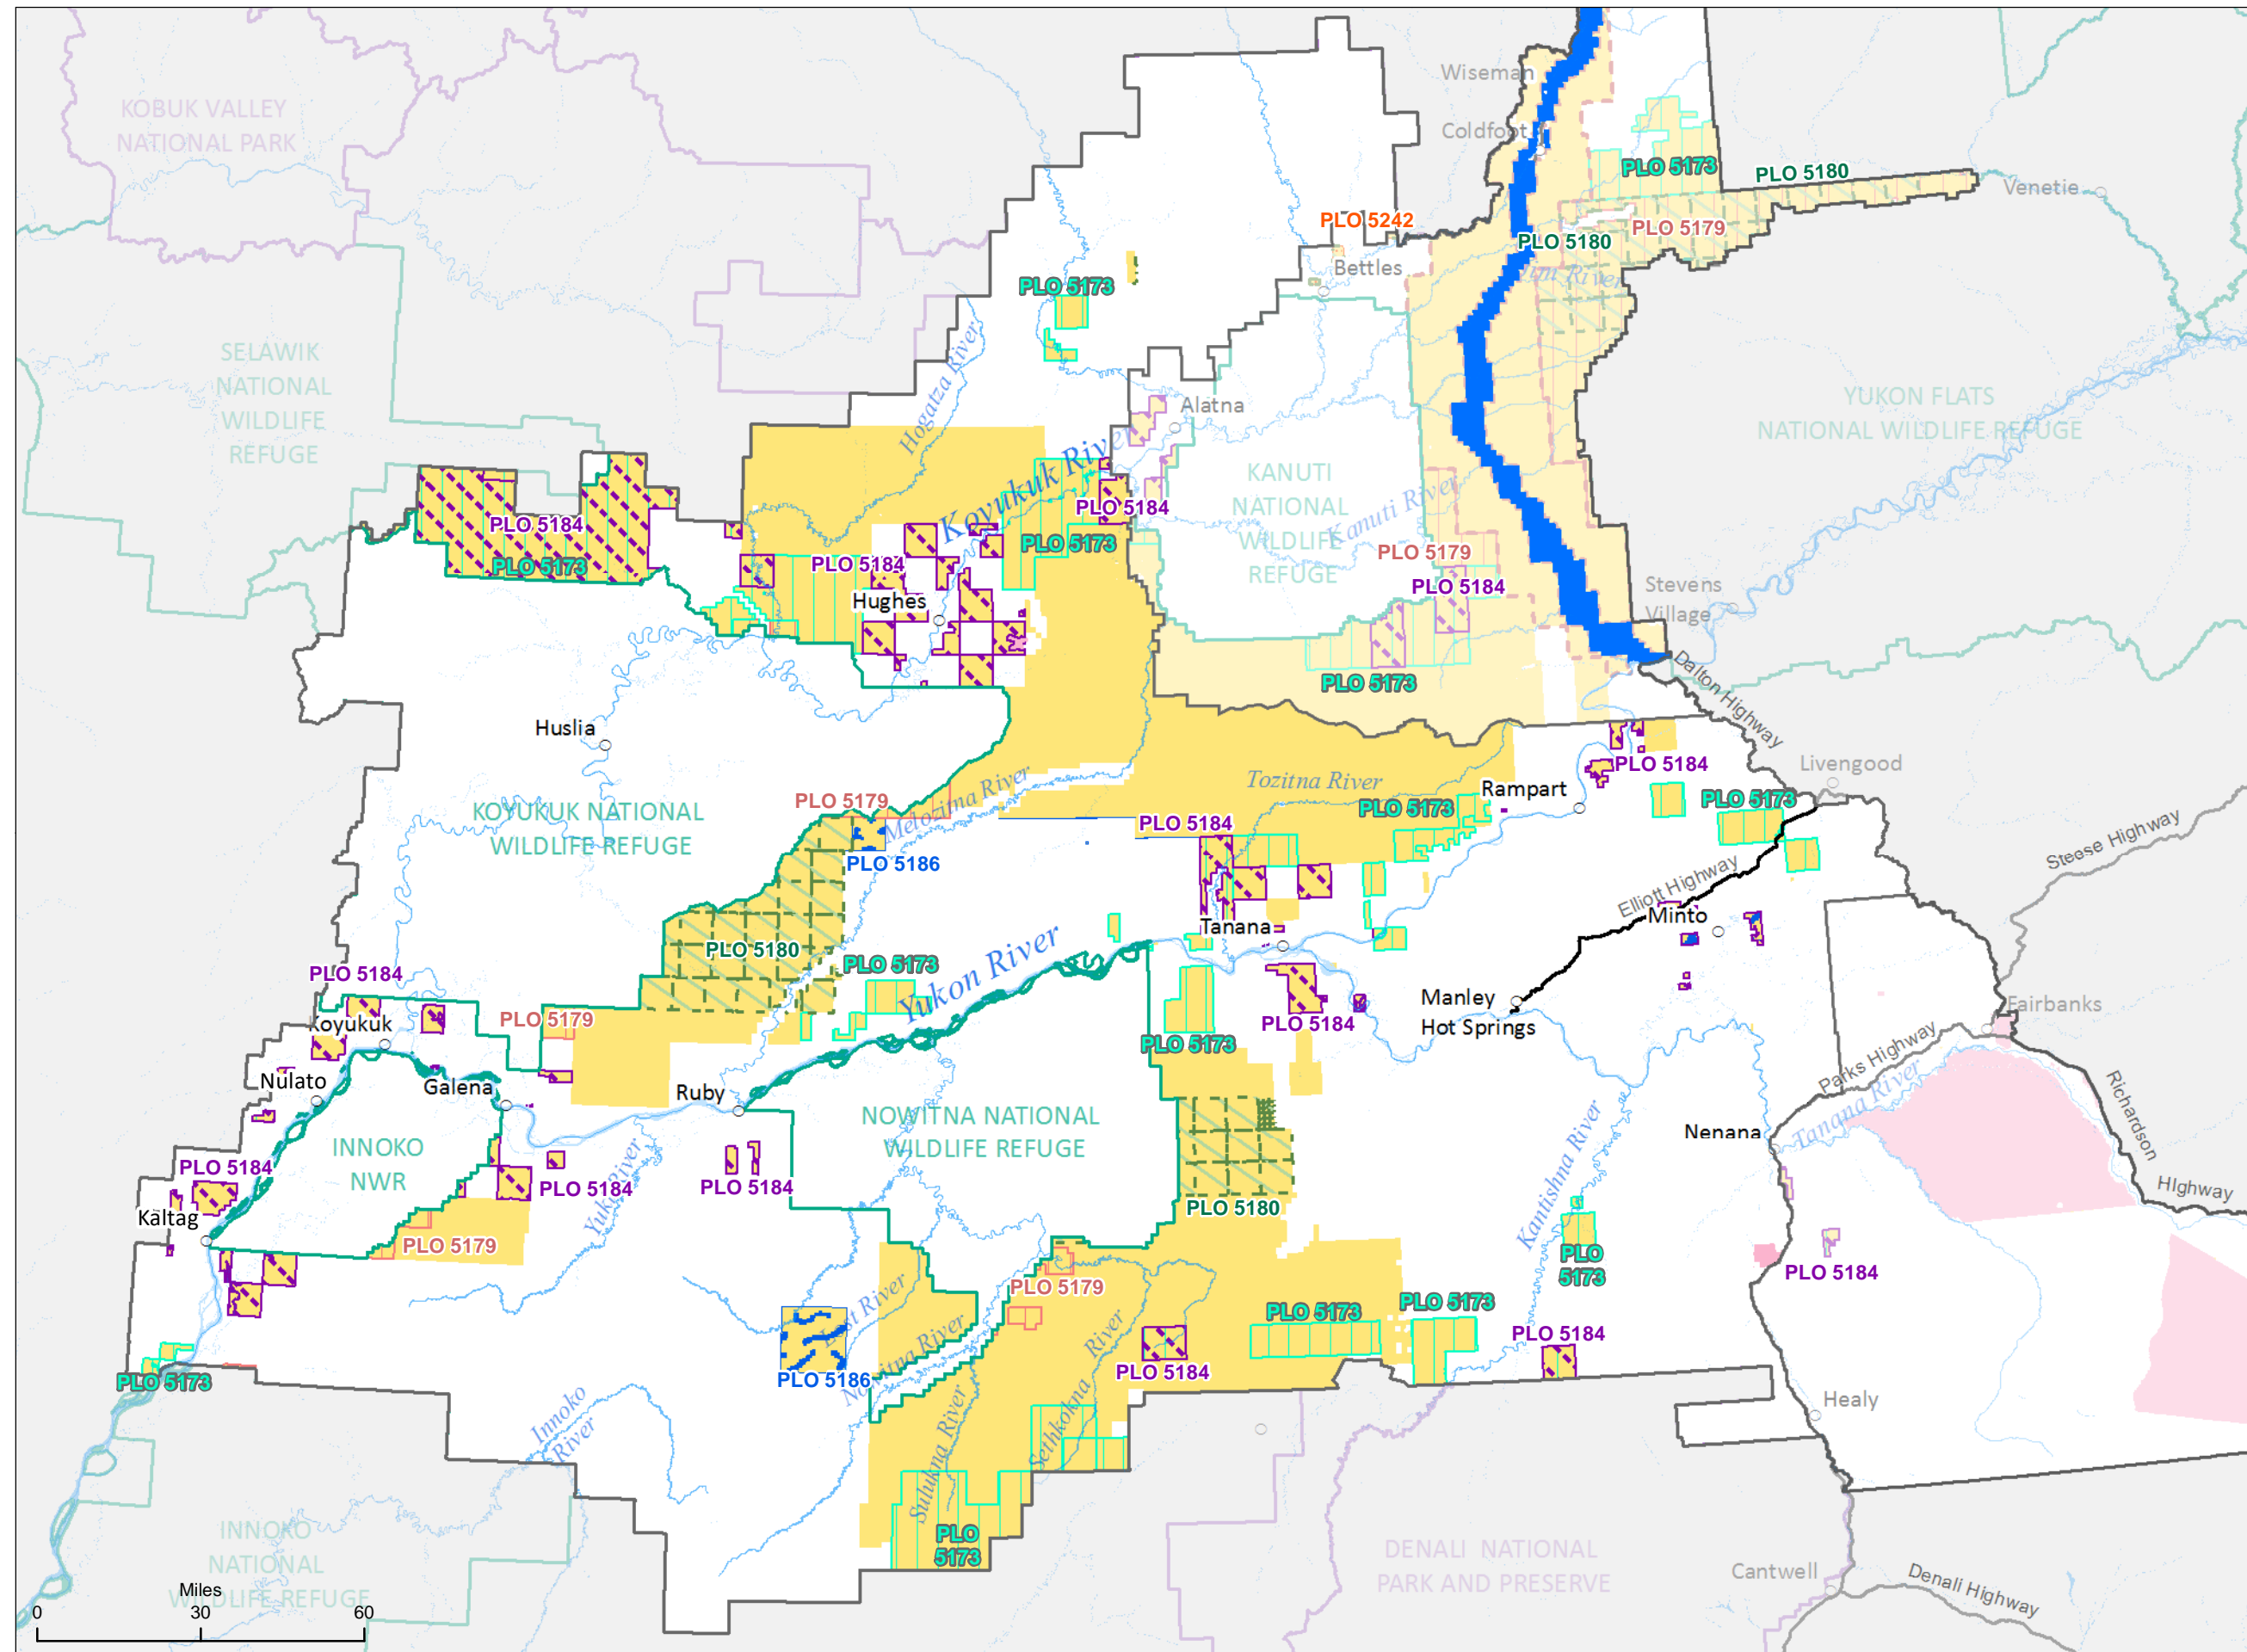 Wiseman
KOBUK VALLEY
NATIONAL PARK
Coldfoot
PLO 5173
PLO 5180
Venetie
PLO 5242
PLO 5179
PLO 5180
Bettles
Jim River
PLO 5173
SELAWIK
NATIONAL
WILDLIFE
REFUGE
Hogatza River
Alatna
YUKON FLATS
NATIONAL WILDLIFE REFUGE
Koyukuk River
KANUTI
NATIONAL
WILDLIFE
REFUGE
Kanuti River
PLO 5184
PLO 5184
PLO 5173
PLO 5173
PLO 5184
PLO 5179
PLO 5184
Hughes
Stevens
Village
PLO 5173
Dalton Highway
Huslia
Livengood
PLO 5184
Tozitna River
Rampart
Melozitna River
PLO 5179
PLO 5173
PLO 5173
KOYUKUK NATIONAL
WILDLIFE REFUGE
PLO 5184
Steese Highway
PLO 5186
Elliott Highway
Minto
Tanana
PLO 5180
PLO 5173
Yukon River
PLO 5184
Manley
Hot Springs
Fairbanks
PLO 5179
Koyukuk
PLO 5184
PLO 5173
Parks Highway
Tanana River
Richardson
HIghway
Nulato
Galena
Ruby
NOWITNA NATIONAL
WILDLIFE REFUGE
Nenana
INNOKO
NWR
PLO 5184
PLO 5184
PLO 5184
Yuki River
PLO 5180
Kantishna River
Kaltag
PLO 5179
PLO
5173
PLO 5184
PLO 5179
Lost River
PLO 5173
PLO 5173
PLO 5184
Nowitna River
PLO 5184
PLO 5186
PLO 5173
Healy
Innoko
River
Sulukna River
Sethkokna River
PLO
5173
INNOKO
NATIONAL
WILDLIFE REFUGE
DENALI NATIONAL
PARK AND PRESERVE
Cantwell
Denali Highway
Miles
0 30 60